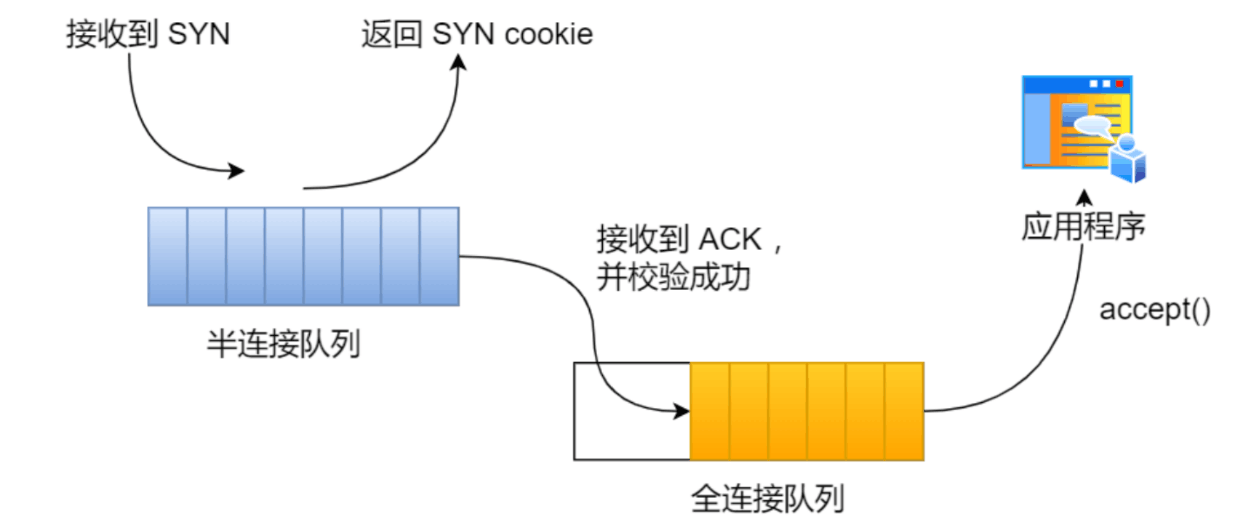 接收到 SYN
返回 SYN cookie
接收到 ACK，
并校验成功
应用程序
accept()
半连接队列
全连接队列